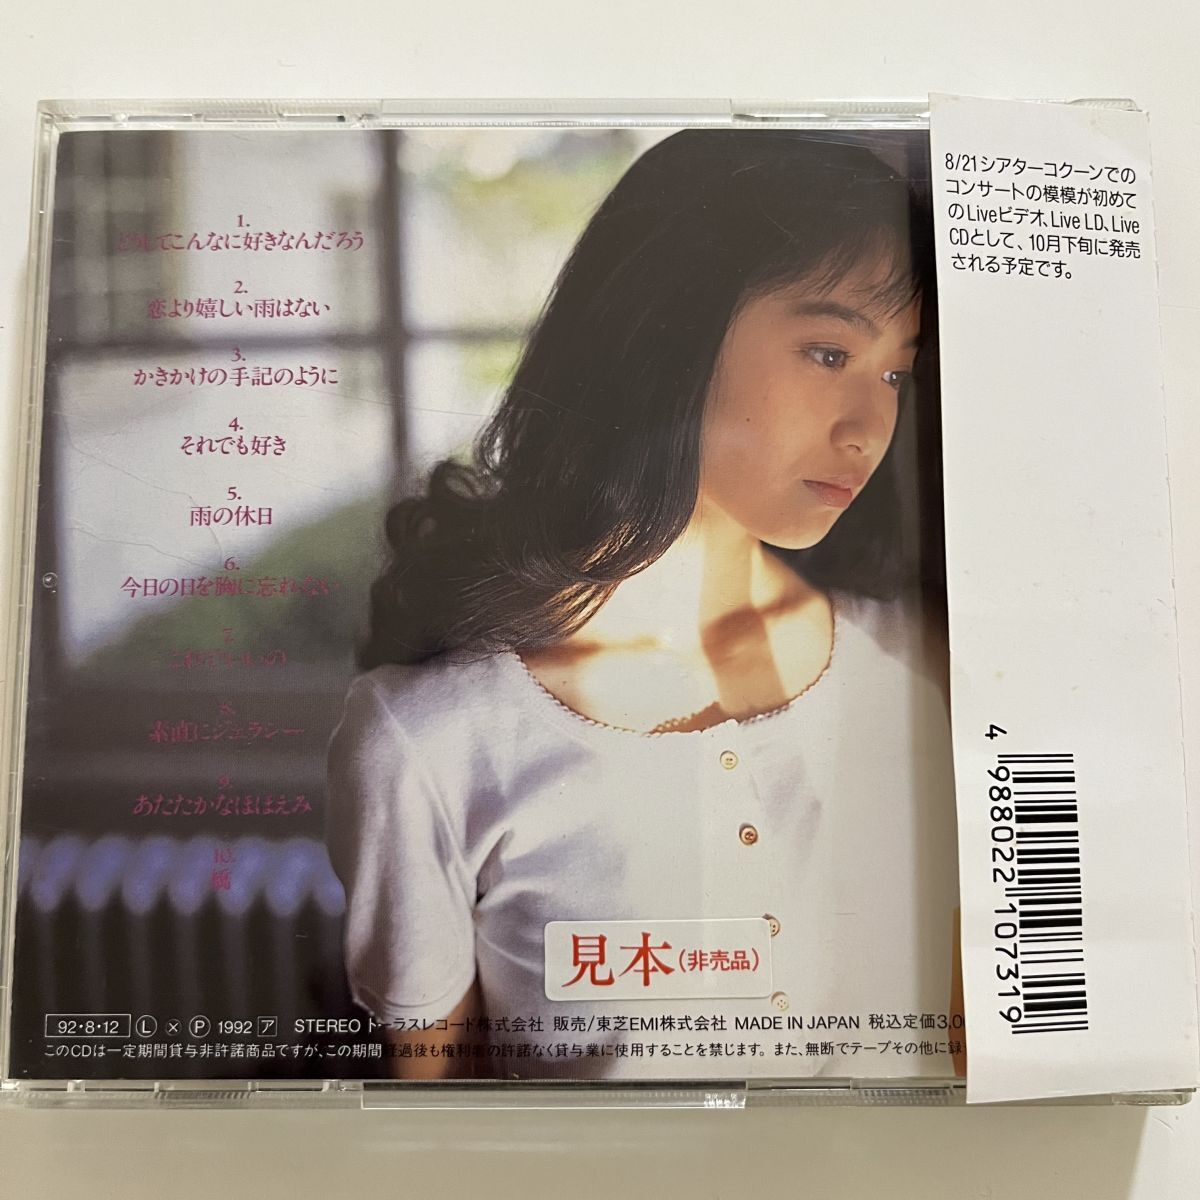 1.
どうしてこんなに好きなんだろう
2.
恋より嬉しい雨はない
3.
かきかけの手記のように
4.
それでも好き
5.
雨の休日
6.
今日の日を胸に忘れない
7.
これでいいの
8.
素直にジェラシー
9.
あたたかなほほえみ
10.
橋
8/21シアターコクーンでの
コンサートの模模が初めて
のLiveビデオ、Live LD、Live
CDとして、10月下旬に発売
される予定です。
4 988022 107319
見本(非売品)
92・8・12 L × P 1992 ア STEREO トーラスレコード株式会社 販売/東芝EMI株式会社 MADE IN JAPAN 税込定価3,0
このCDは一定期間貸与非許諾商品ですが、この期間経過後も権利者の許諾なく貸与業に使用することを禁じます。また、無断でテープその他に録